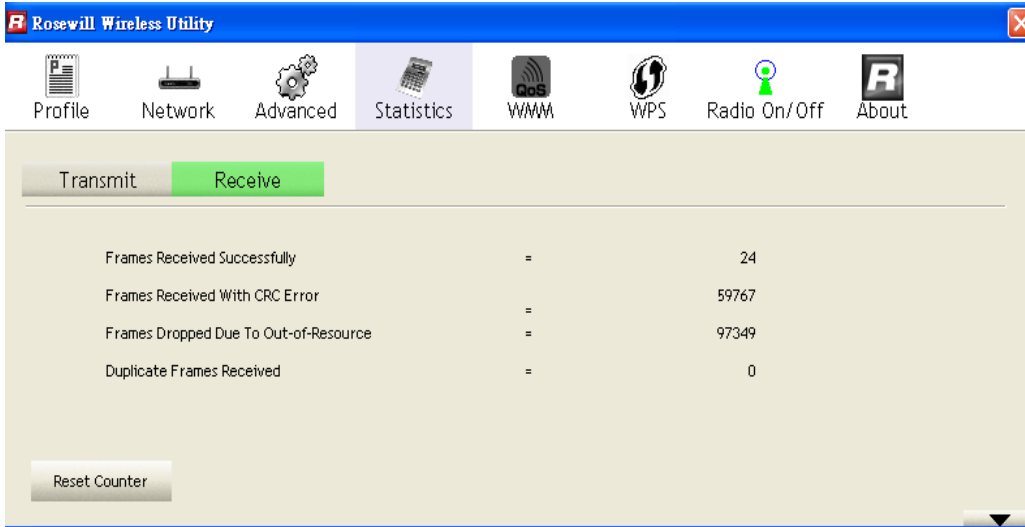 R Rosewill Wireless Utility
P
QoS
R
Profile Network Advanced Statistics WMM WPS Radio On/Off About
Transmit Receive
Frames Received Successfully = 24
Frames Received With CRC Error = 59767
Frames Dropped Due To Out-of-Resource = 97349
Duplicate Frames Received = 0
Reset Counter